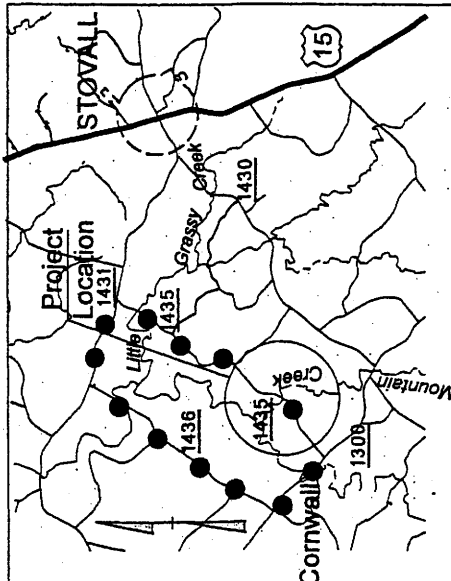 STOVALL
15
Project
Location
1431
Little
Grassy
Creek
1435
1430
1436
1435
Creek
Mountain
1300
Cornwall